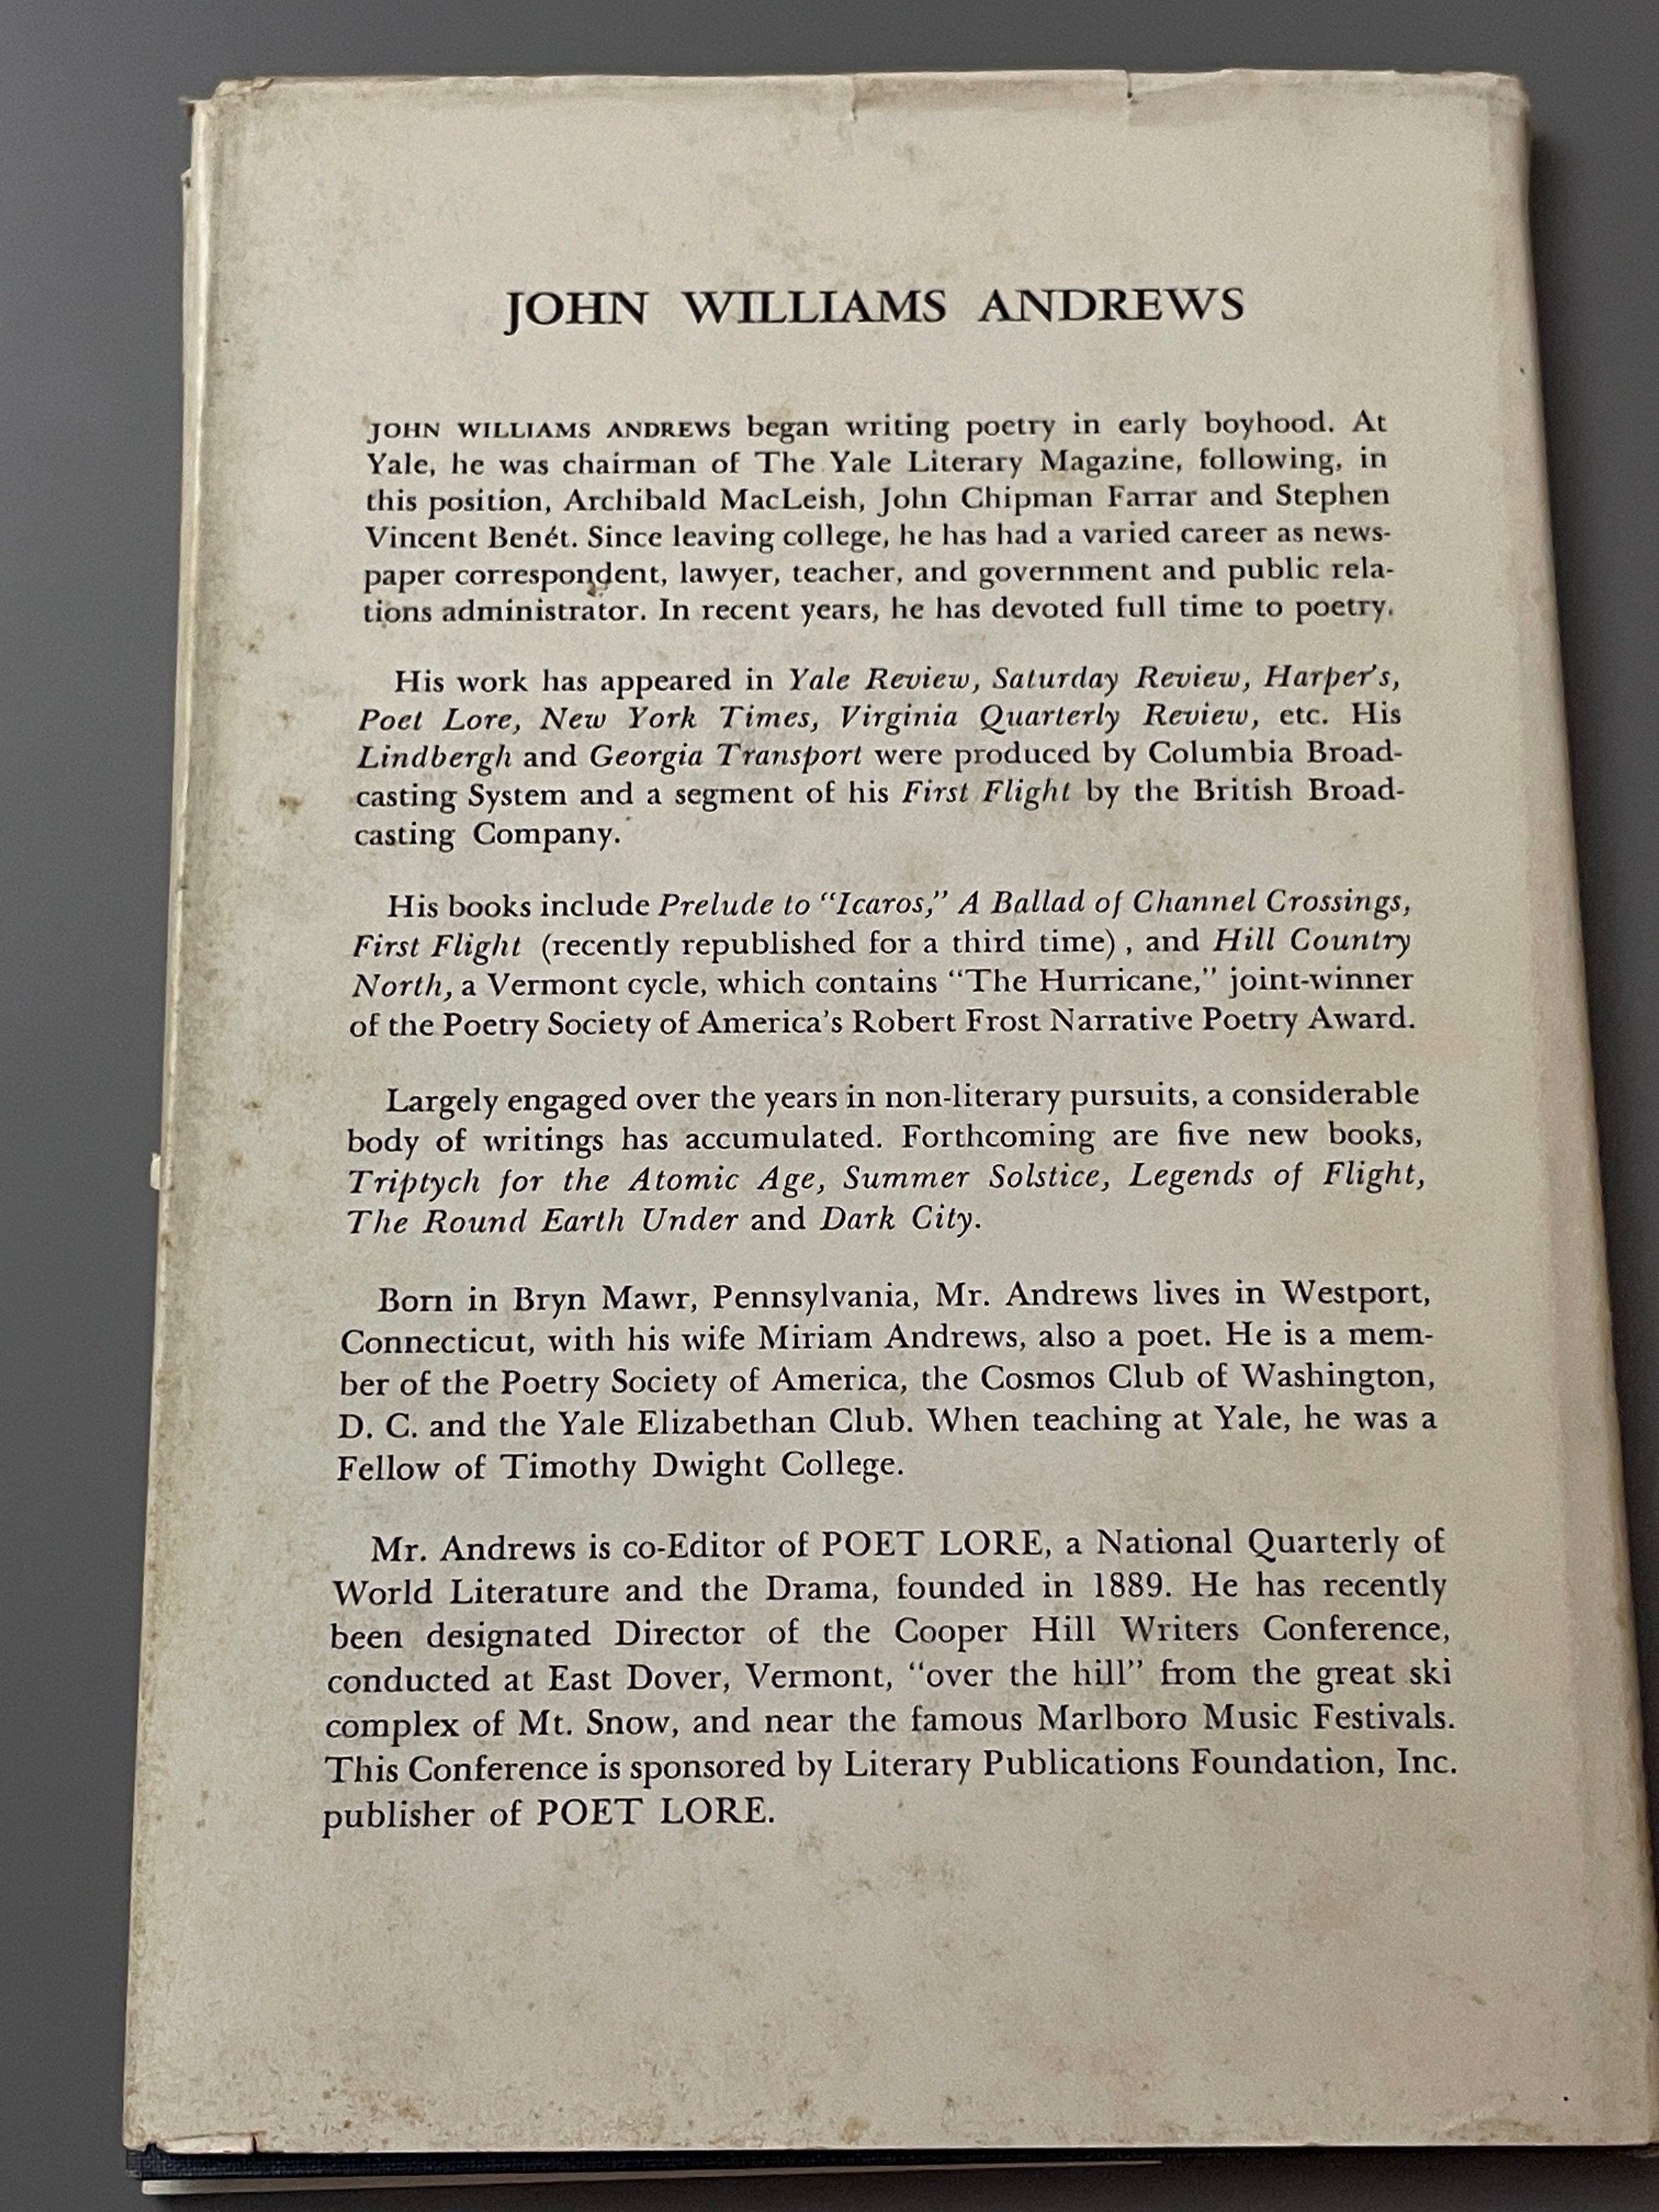 JOHN WILLIAMS ANDREWS
JOHN WILLIAMS ANDREWS began writing poetry in early boyhood. At
Yale, he was chairman of The Yale Literary Magazine, following, in
this position, Archibald MacLeish, John Chipman Farrar and Stephen
Vincent Benét. Since leaving college, he has had a varied career as news-
paper correspondent, lawyer, teacher, and government and public rela-
tions administrator. In recent years, he has devoted full time to poetry.
His work has appeared in Yale Review, Saturday Review, Harper's,
Poet Lore, New York Times, Virginia Quarterly Review, etc. His
Lindbergh and Georgia Transport were produced by Columbia Broad-
casting System and a segment of his First Flight by the British Broad-
casting Company.
His books include Prelude to "Icaros," A Ballad of Channel Crossings,
First Flight (recently republished for a third time), and Hill Country
North, a Vermont cycle, which contains "The Hurricane," joint-winner
of the Poetry Society of America's Robert Frost Narrative Poetry Award.
Largely engaged over the years in non-literary pursuits, a considerable
body of writings has accumulated. Forthcoming are five new books,
Triptych for the Atomic Age, Summer Solstice, Legends of Flight,
The Round Earth Under and Dark City.
Born in Bryn Mawr, Pennsylvania, Mr. Andrews lives in Westport,
Connecticut, with his wife Miriam Andrews, also a poet. He is a mem-
ber of the Poetry Society of America, the Cosmos Club of Washington,
D. C. and the Yale Elizabethan Club. When teaching at Yale, he was a
Fellow of Timothy Dwight College.
Mr. Andrews is co-Editor of POET LORE, a National Quarterly of
World Literature and the Drama, founded in 1889. He has recently
been designated Director of the Cooper Hill Writers Conference,
conducted at East Dover, Vermont, "over the hill" from the great ski
complex of Mt. Snow, and near the famous Marlboro Music Festivals.
This Conference is sponsored by Literary Publications Foundation, Inc.
publisher of POET LORE.